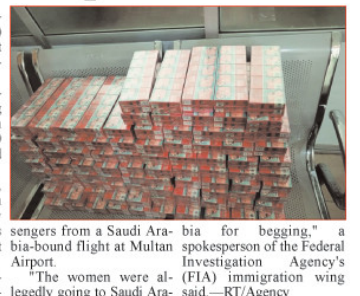 sengers from a Saudi Ara-
bia-bound flight at Multan
Airport.
"The women were al-
legedly going to Saudi Ara-
bia for begging," a
spokesperson of the Federal
Investigation Agency's
(FIA) immigration wing
said.—RT/Agency